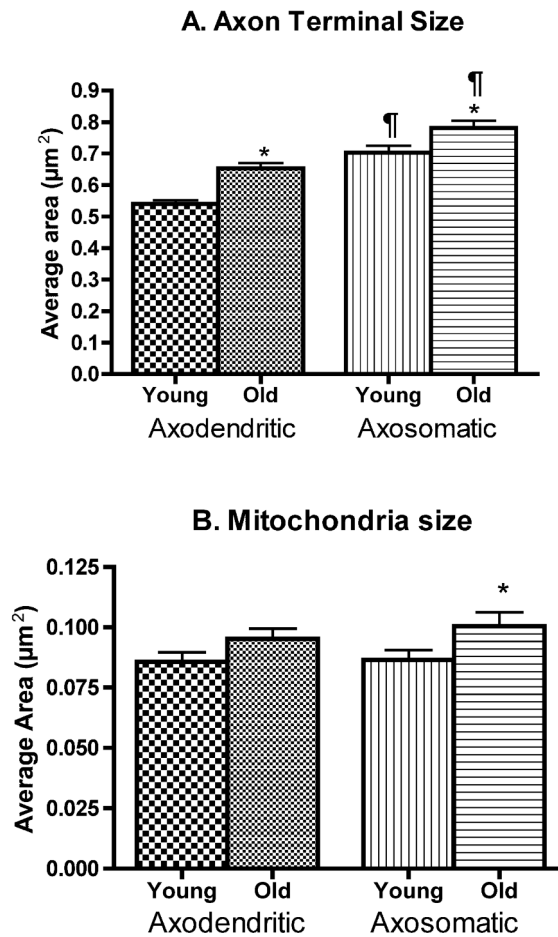 A. Axon Terminal Size
¶
¶
*
*
0.9
0.8
0.7
0.6
0.5
0.4
0.3
0.2
0.1
0.0
Average area (µm²)
Young Old Young Old
Axodendritic Axosomatic
B. Mitochondria size
*
0.125
0.100
0.075
0.050
0.025
0.000
Average Area (µm²)
Young Old Young Old
Axodendritic Axosomatic